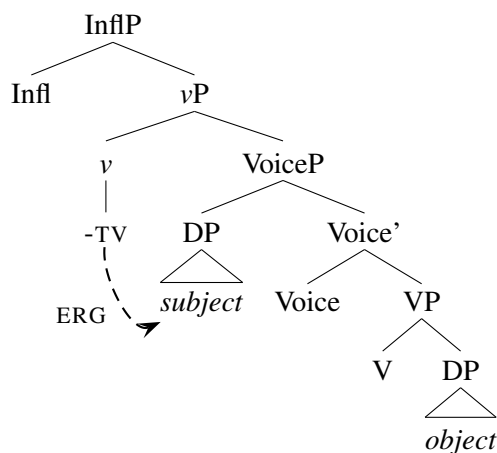 InflP
Infl vP
v VoiceP
-TV DP Voice’
ERG subject Voice VP
V DP
object